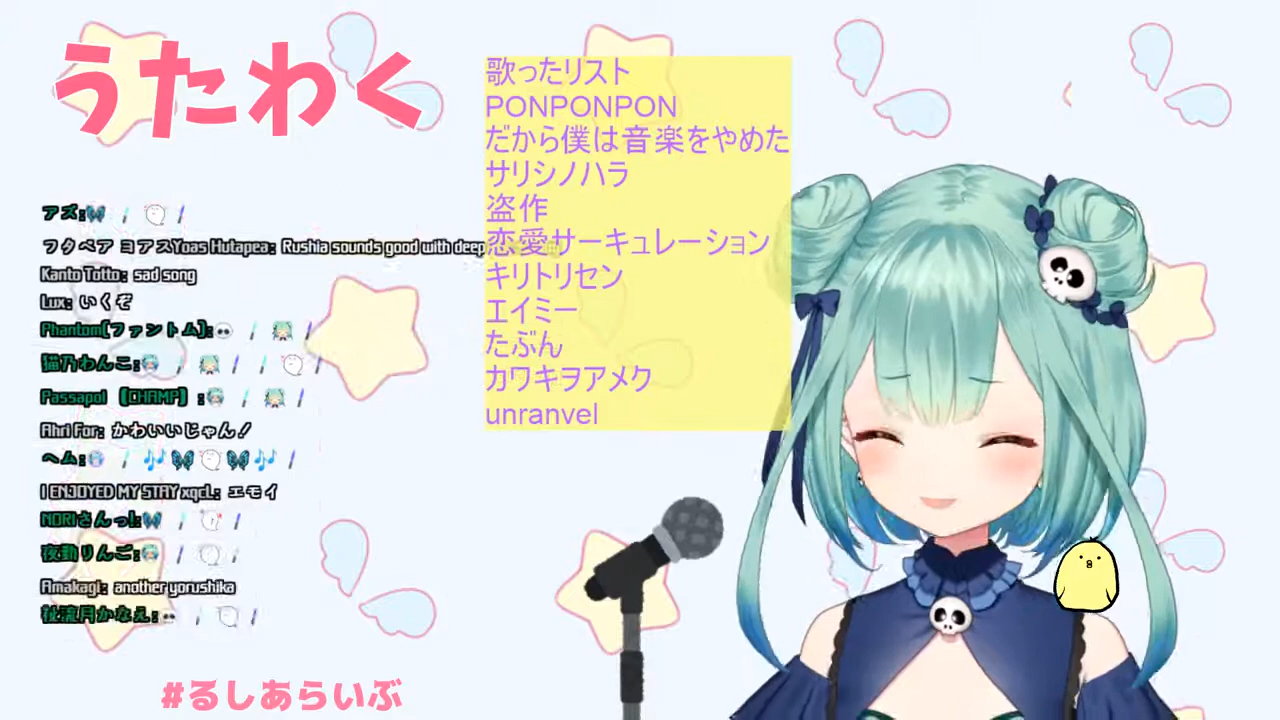 うたわく
歌ったリスト
PONPONPON
だから僕は音楽をやめた
サリシノハラ
盗作
恋愛サーキュレーション
キリトリセン
エイミー
たぶん
カワキヲアメク
unranvel
アズ:
フタペア ヨアスYoas Hutapea: Rushia sounds good with deep
Kanto Totto: sad song
Lux: いくぞ
Phantom(ファントム):
猫乃わんこ:
Passapol [CHAMP] :
Ahri For: かわいいじゃん!
ヘム:
I ENJOYED MY STAY xqcL: エモイ
NORIさんっ!:
夜勤りんご:
Amakagi: another yorushika
月かなえ:
#るしあらいぶ